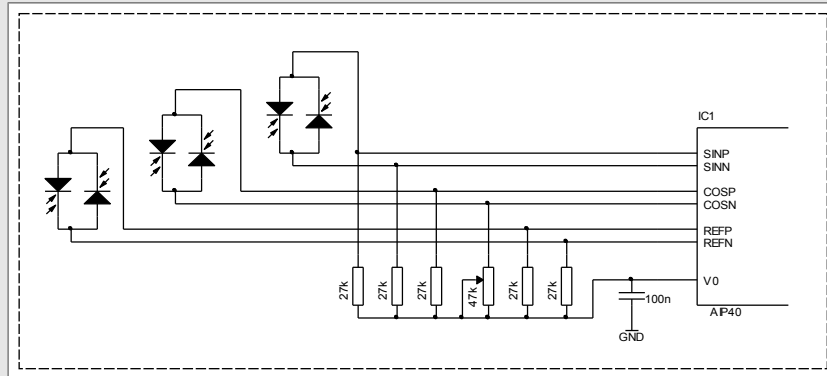 IC1
SINP
SINN
COSP
COSN
REFP
REFN
27k
27k
27k
47k
27k
27k
V0
100n
GND
AIP40